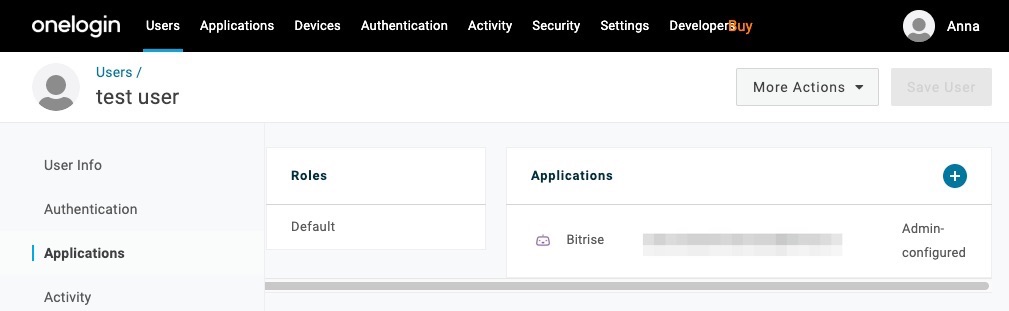 onelogin Users Applications Devices Authentication Activity Security Settings Developers Buy Anna
Users /
test user
More Actions
Save User
User Info
Authentication
Applications
Activity
Roles
Default
Applications
Bitrise
Admin-
configured